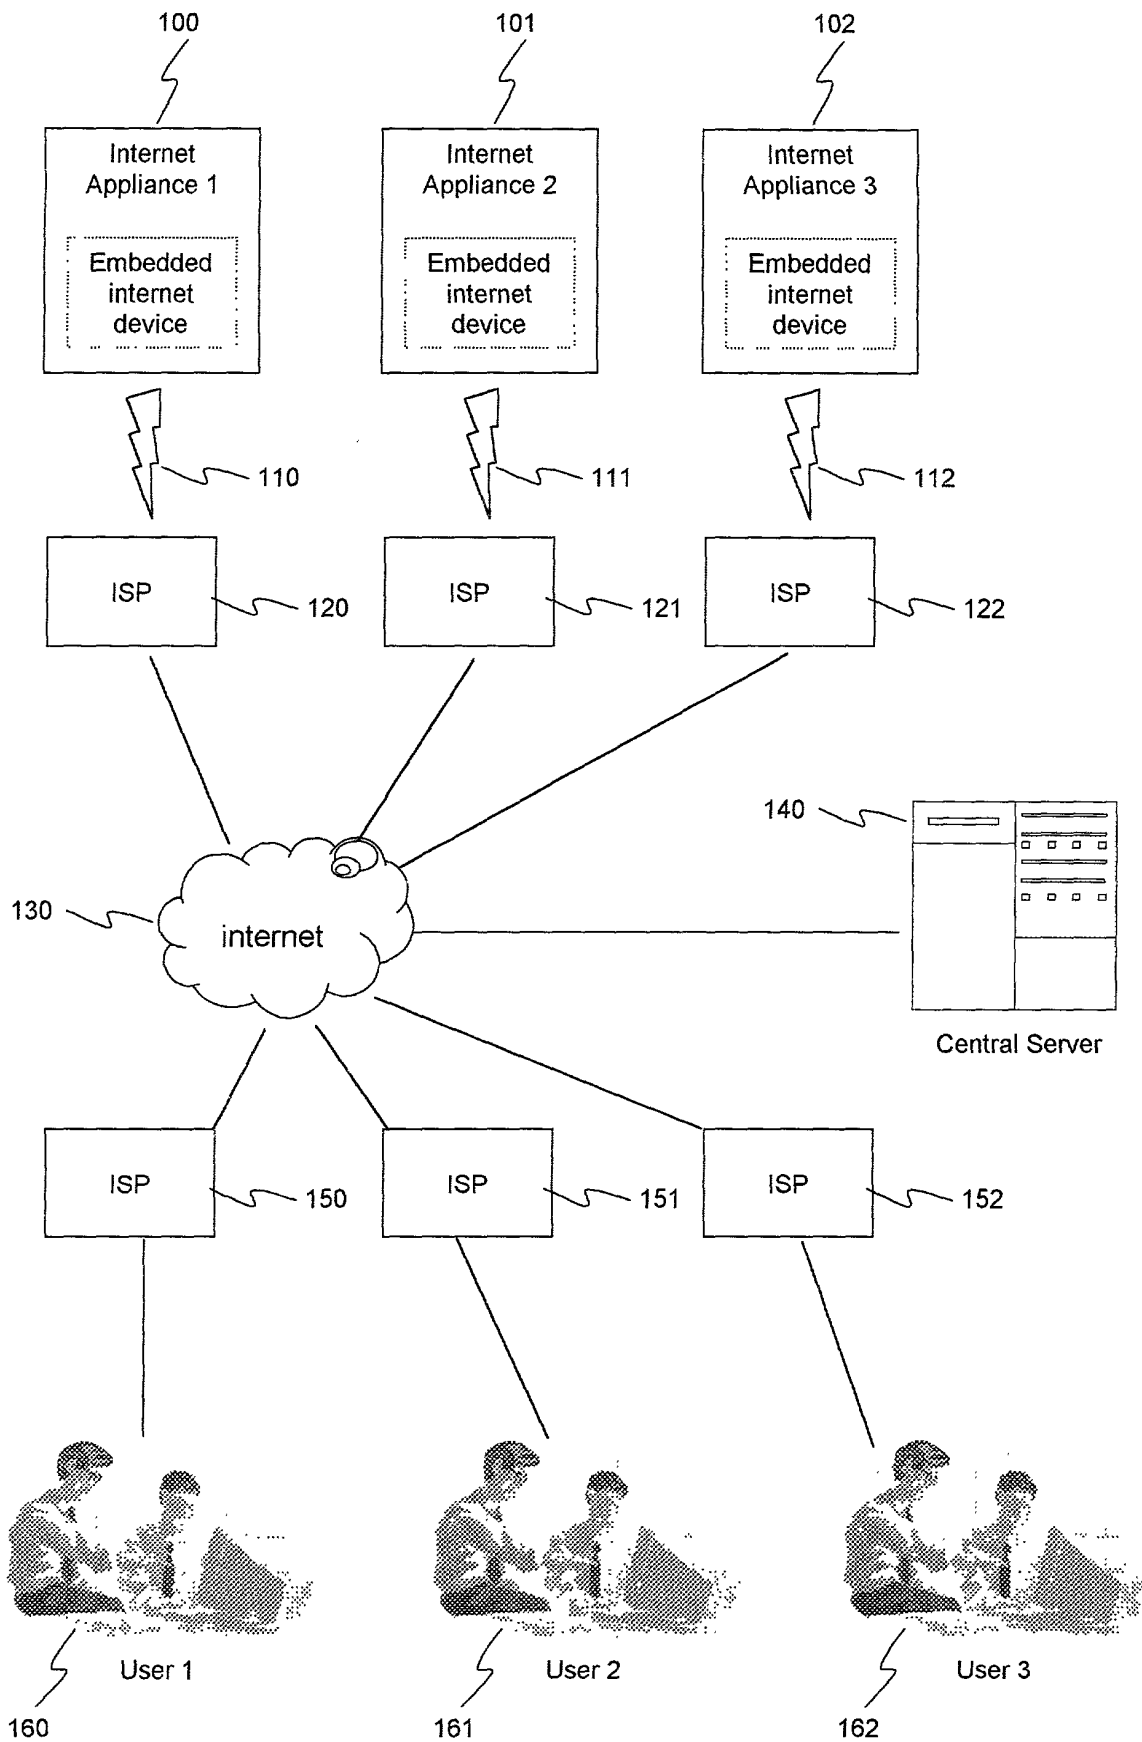 100
101
102
Internet
Appliance 1
Internet
Appliance 2
Internet
Appliance 3
Embedded
internet
device
Embedded
internet
device
Embedded
internet
device
110
111
112
ISP
ISP
ISP
120
121
122
140
130
internet
Central Server
ISP
ISP
ISP
150
151
152
User 1
User 2
User 3
160
161
162